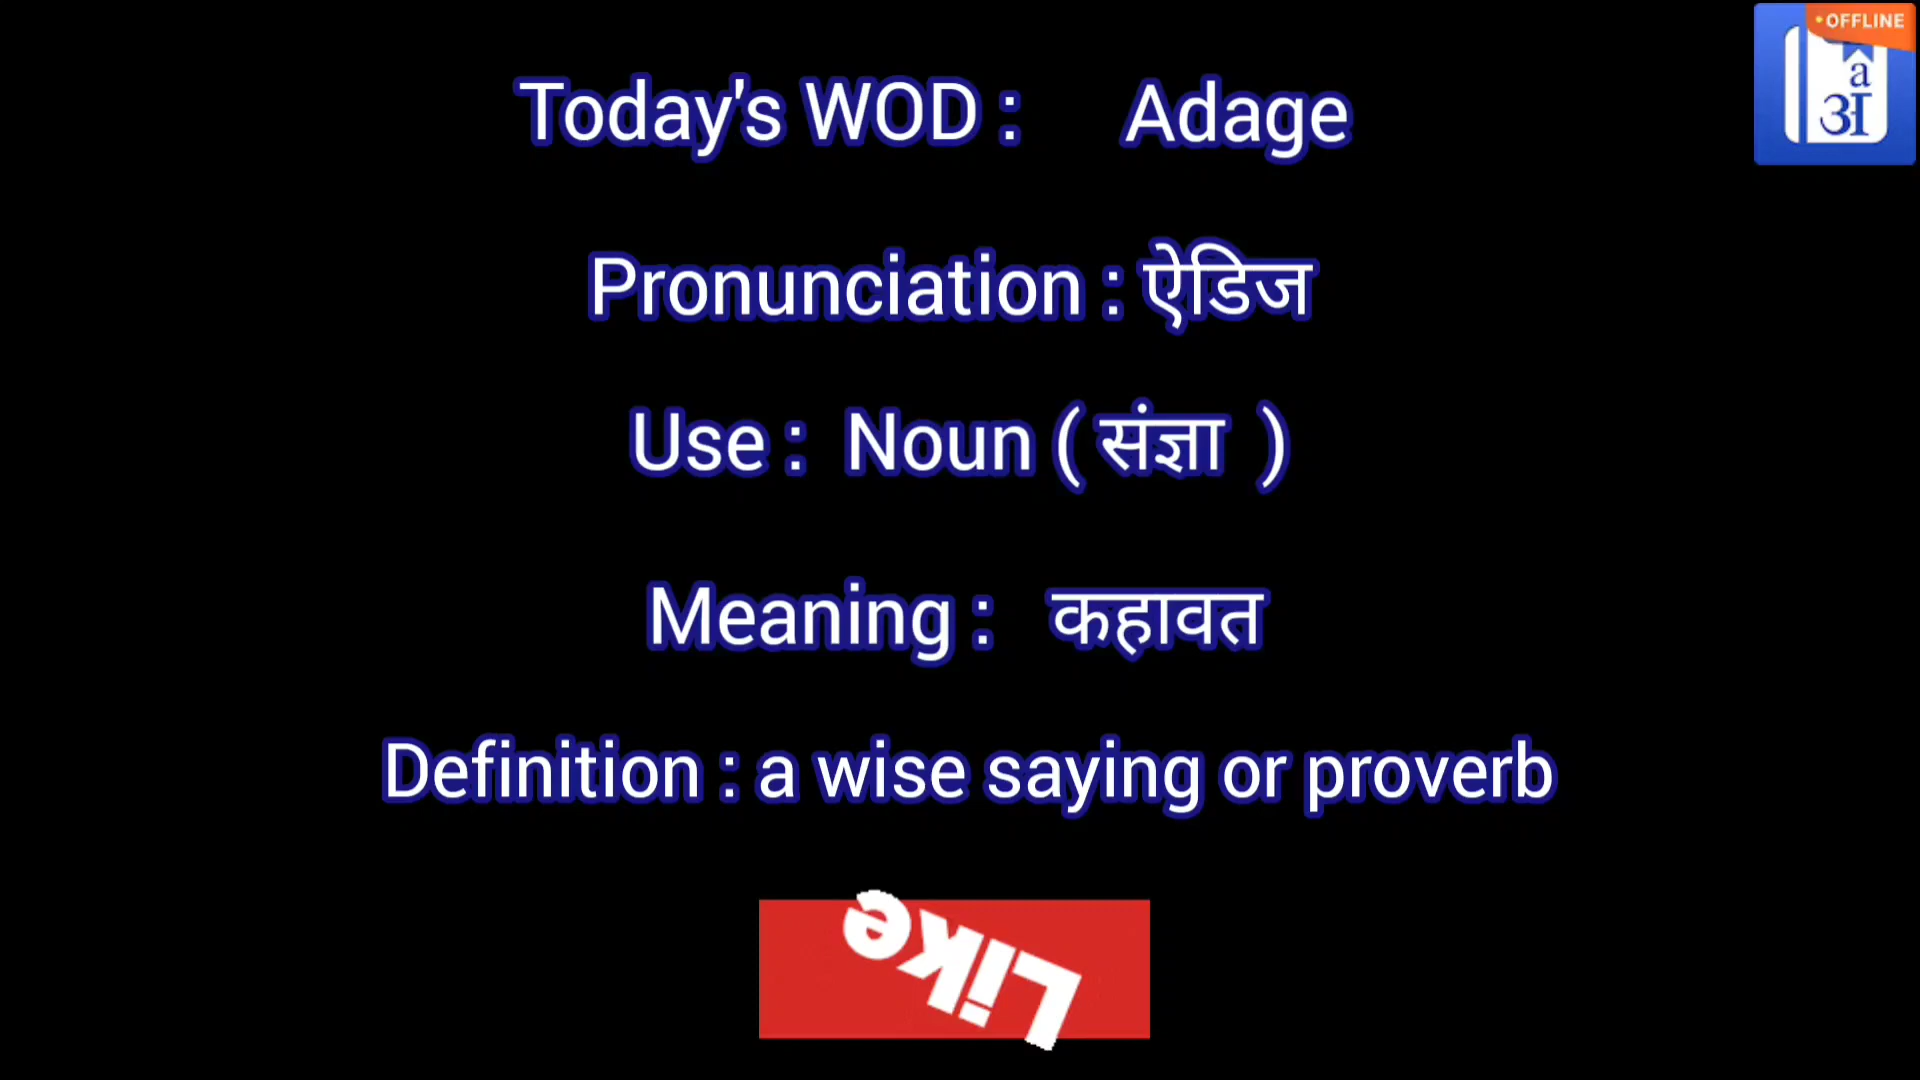 •OFFLINE
a
अ
Today's WOD : Adage
Pronunciation : ऐडिज
Use : Noun ( संज्ञा )
Meaning : कहावत
Definition : a wise saying or proverb
Like